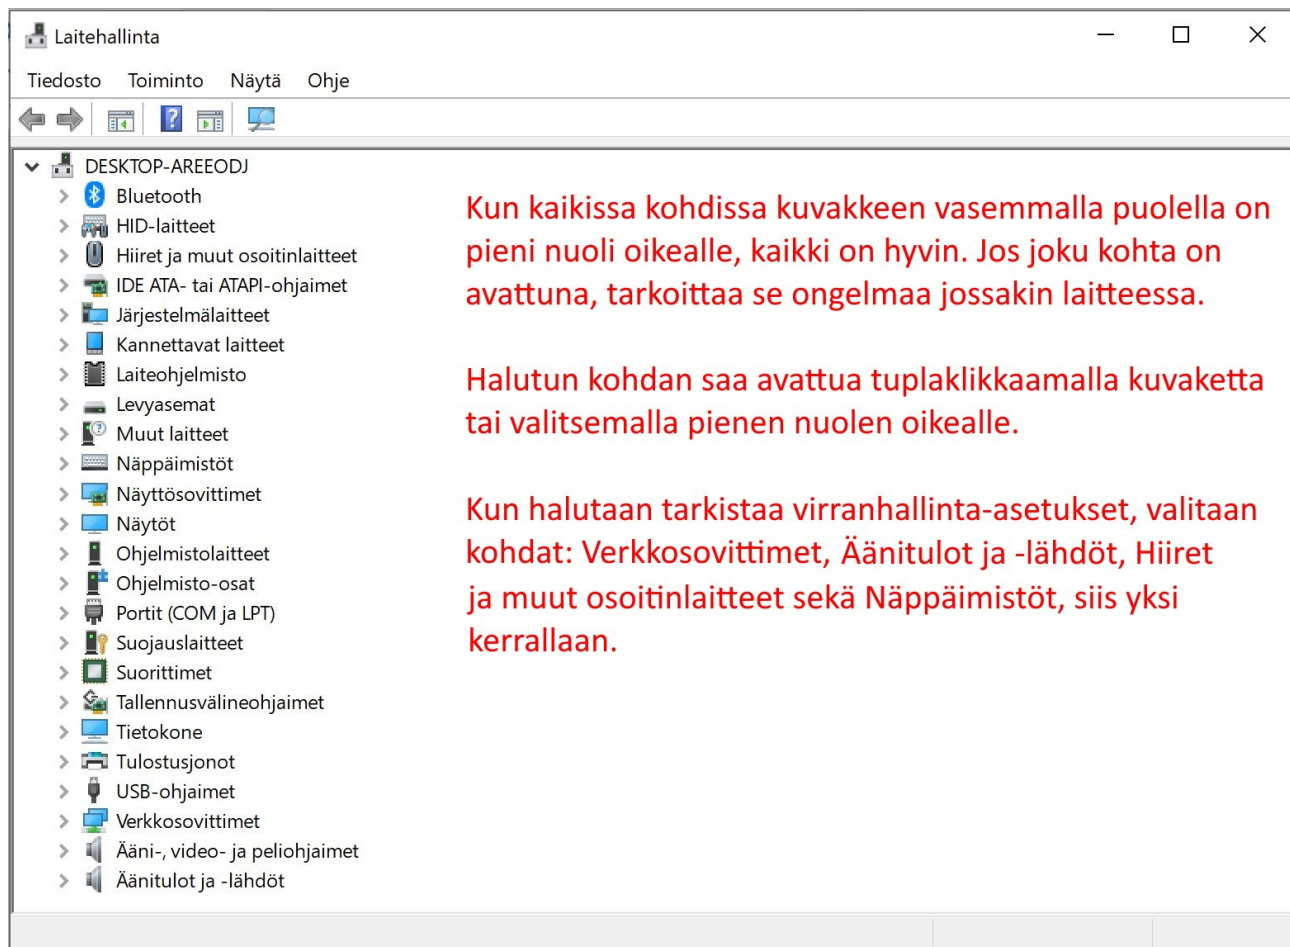 Laitehallinta
Tiedosto Toiminto Näytä Ohje
DESKTOP-AREEODJ
Bluetooth
HID-laitteet
Hiiret ja muut osoitinlaitteet
IDE ATA- tai ATAPI-ohjaimet
Järjestelmälaitteet
Kannettavat laitteet
Laiteohjelmisto
Levyasemat
Muut laitteet
Näppäimistöt
Näyttösovittimet
Näytöt
Ohjelmistolaitteet
Ohjelmisto-osat
Portit (COM ja LPT)
Suojauslaitteet
Suorittimet
Tallennusvälineohjaimet
Tietokone
Tulostusjonot
USB-ohjaimet
Verkkosovittimet
Ääni-, video- ja peliohjaimet
Äänitulot ja -lähdöt
Kun kaikissa kohdissa kuvakkeen vasemmalla puolella on
pieni nuoli oikealle, kaikki on hyvin. Jos joku kohta on
avattuna, tarkoittaa se ongelmaa jossakin laitteessa.
Halutun kohdan saa avattua tuplaklikkaamalla kuvaketta
tai valitsemalla pienen nuolen oikealle.
Kun halutaan tarkistaa virranhallinta-asetukset, valitaan
kohdat: Verkkosovittimet, Äänitulot ja -lähdöt, Hiiret
ja muut osoitinlaitteet sekä Näppäimistöt, siis yksi
kerrallaan.